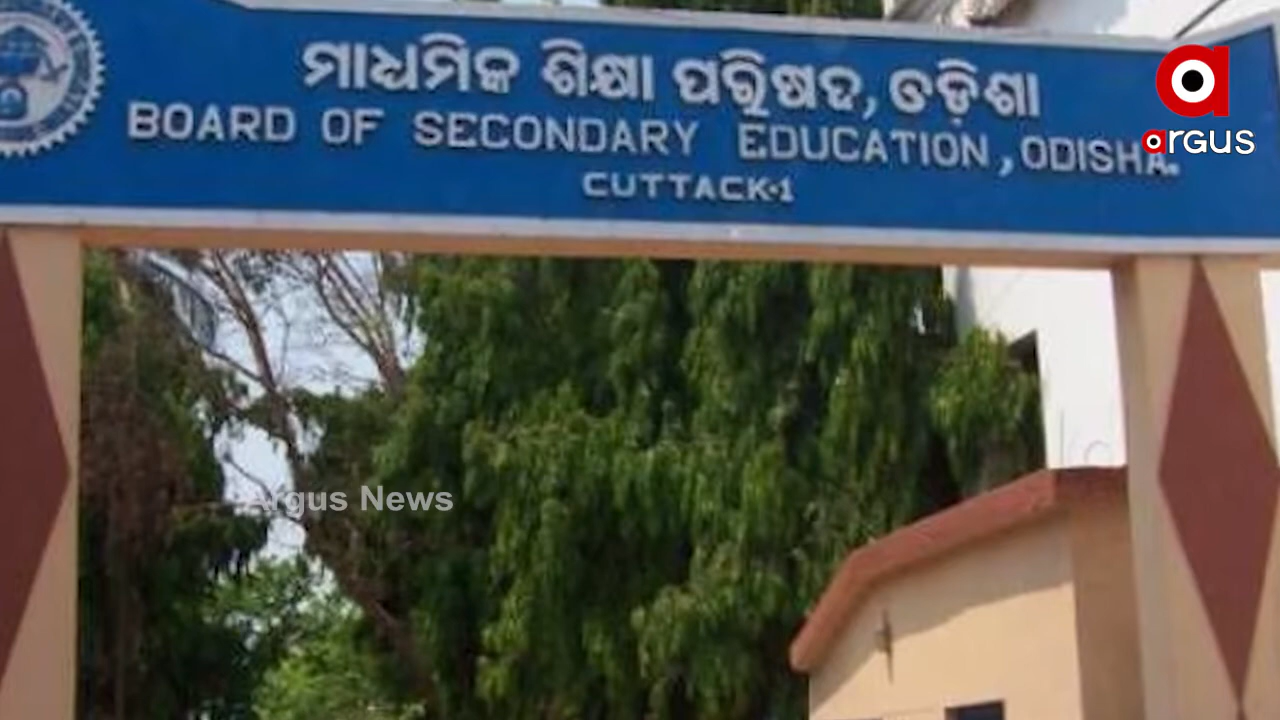 ମାଧ୍ୟମିକ ଶିକ୍ଷା ପରିଷଦ, ଓଡ଼ିଶା
BOARD OF SECONDARY EDUCATION, ODISHA.
CUTTACK-1
argus
Argus News